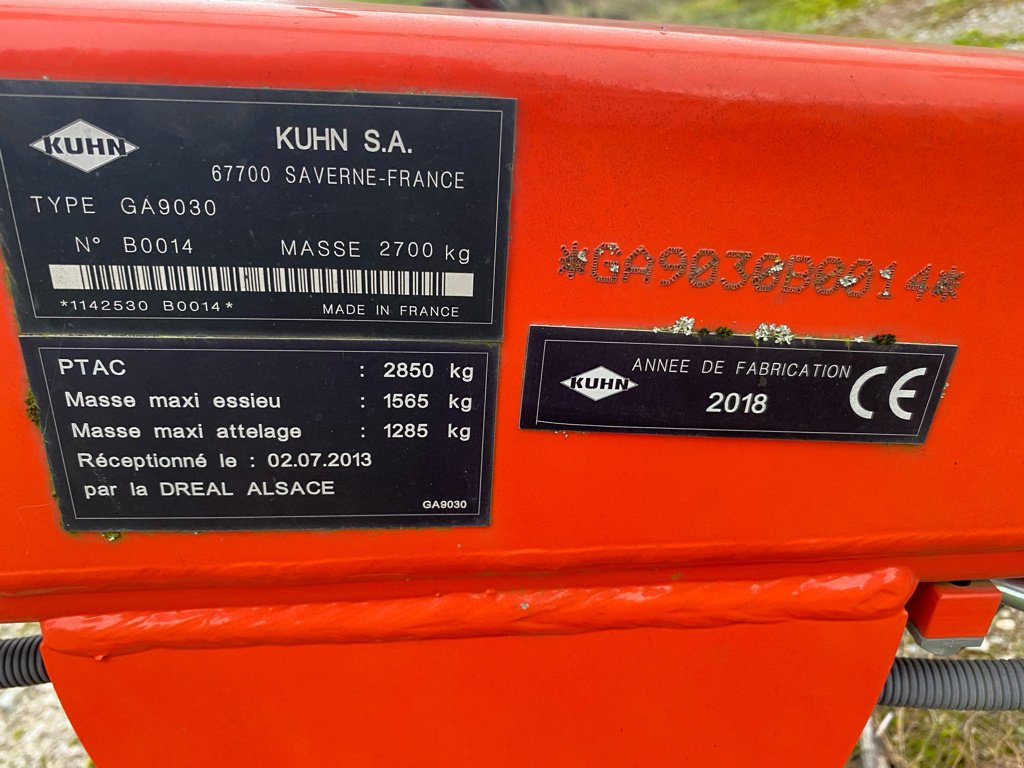 KUHN
KUHN S.A.
67700 SAVERNE-FRANCE
TYPE GA9030
N° B0014 MASSE 2700 kg
*1142530 B0014* MADE IN FRANCE
PTAC : 2850 kg
Masse maxi essieu : 1565 kg
Masse maxi attelage : 1285 kg
Réceptionné le : 02.07.2013
par la DREAL ALSACE
GA9030
*GA9030B0014*
KUHN
ANNEE DE FABRICATION
2018
CE